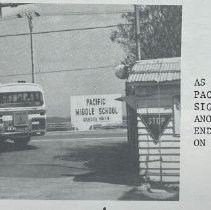 PACIFIC
MIDDLE SCHOOL
STOP
AS
PAC
SIG
ANO
END
ON